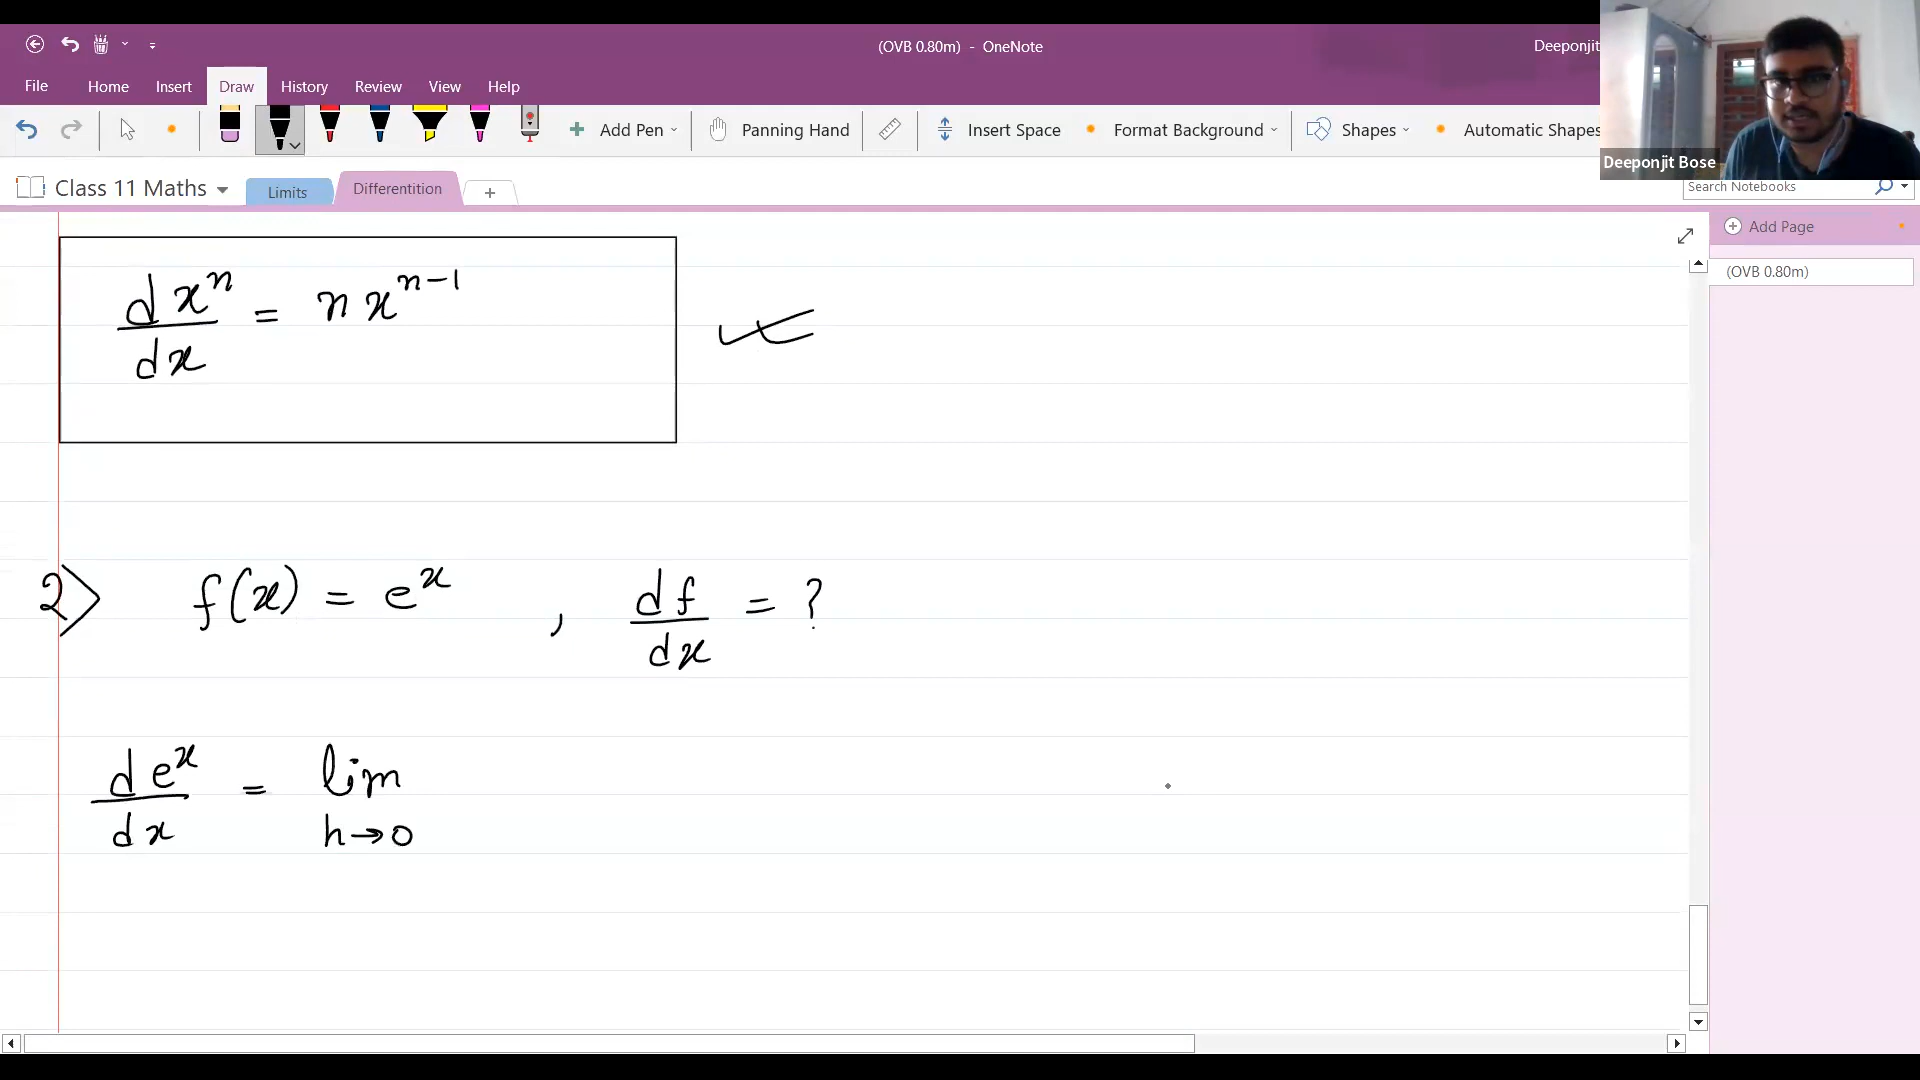 (OVB 0.80m) - OneNote
Deeponjit
File Home Insert Draw History Review View Help
Add Pen Panning Hand Insert Space Format Background Shapes Automatic Shapes
Deeponjit Bose
Class 11 Maths Limits Differentition +
Search Notebooks
Add Page
(OVB 0.80m)
dxⁿ/dx = n xⁿ⁻¹
2> f(x) = eˣ , df/dx = ?
deˣ/dx = lim h→0